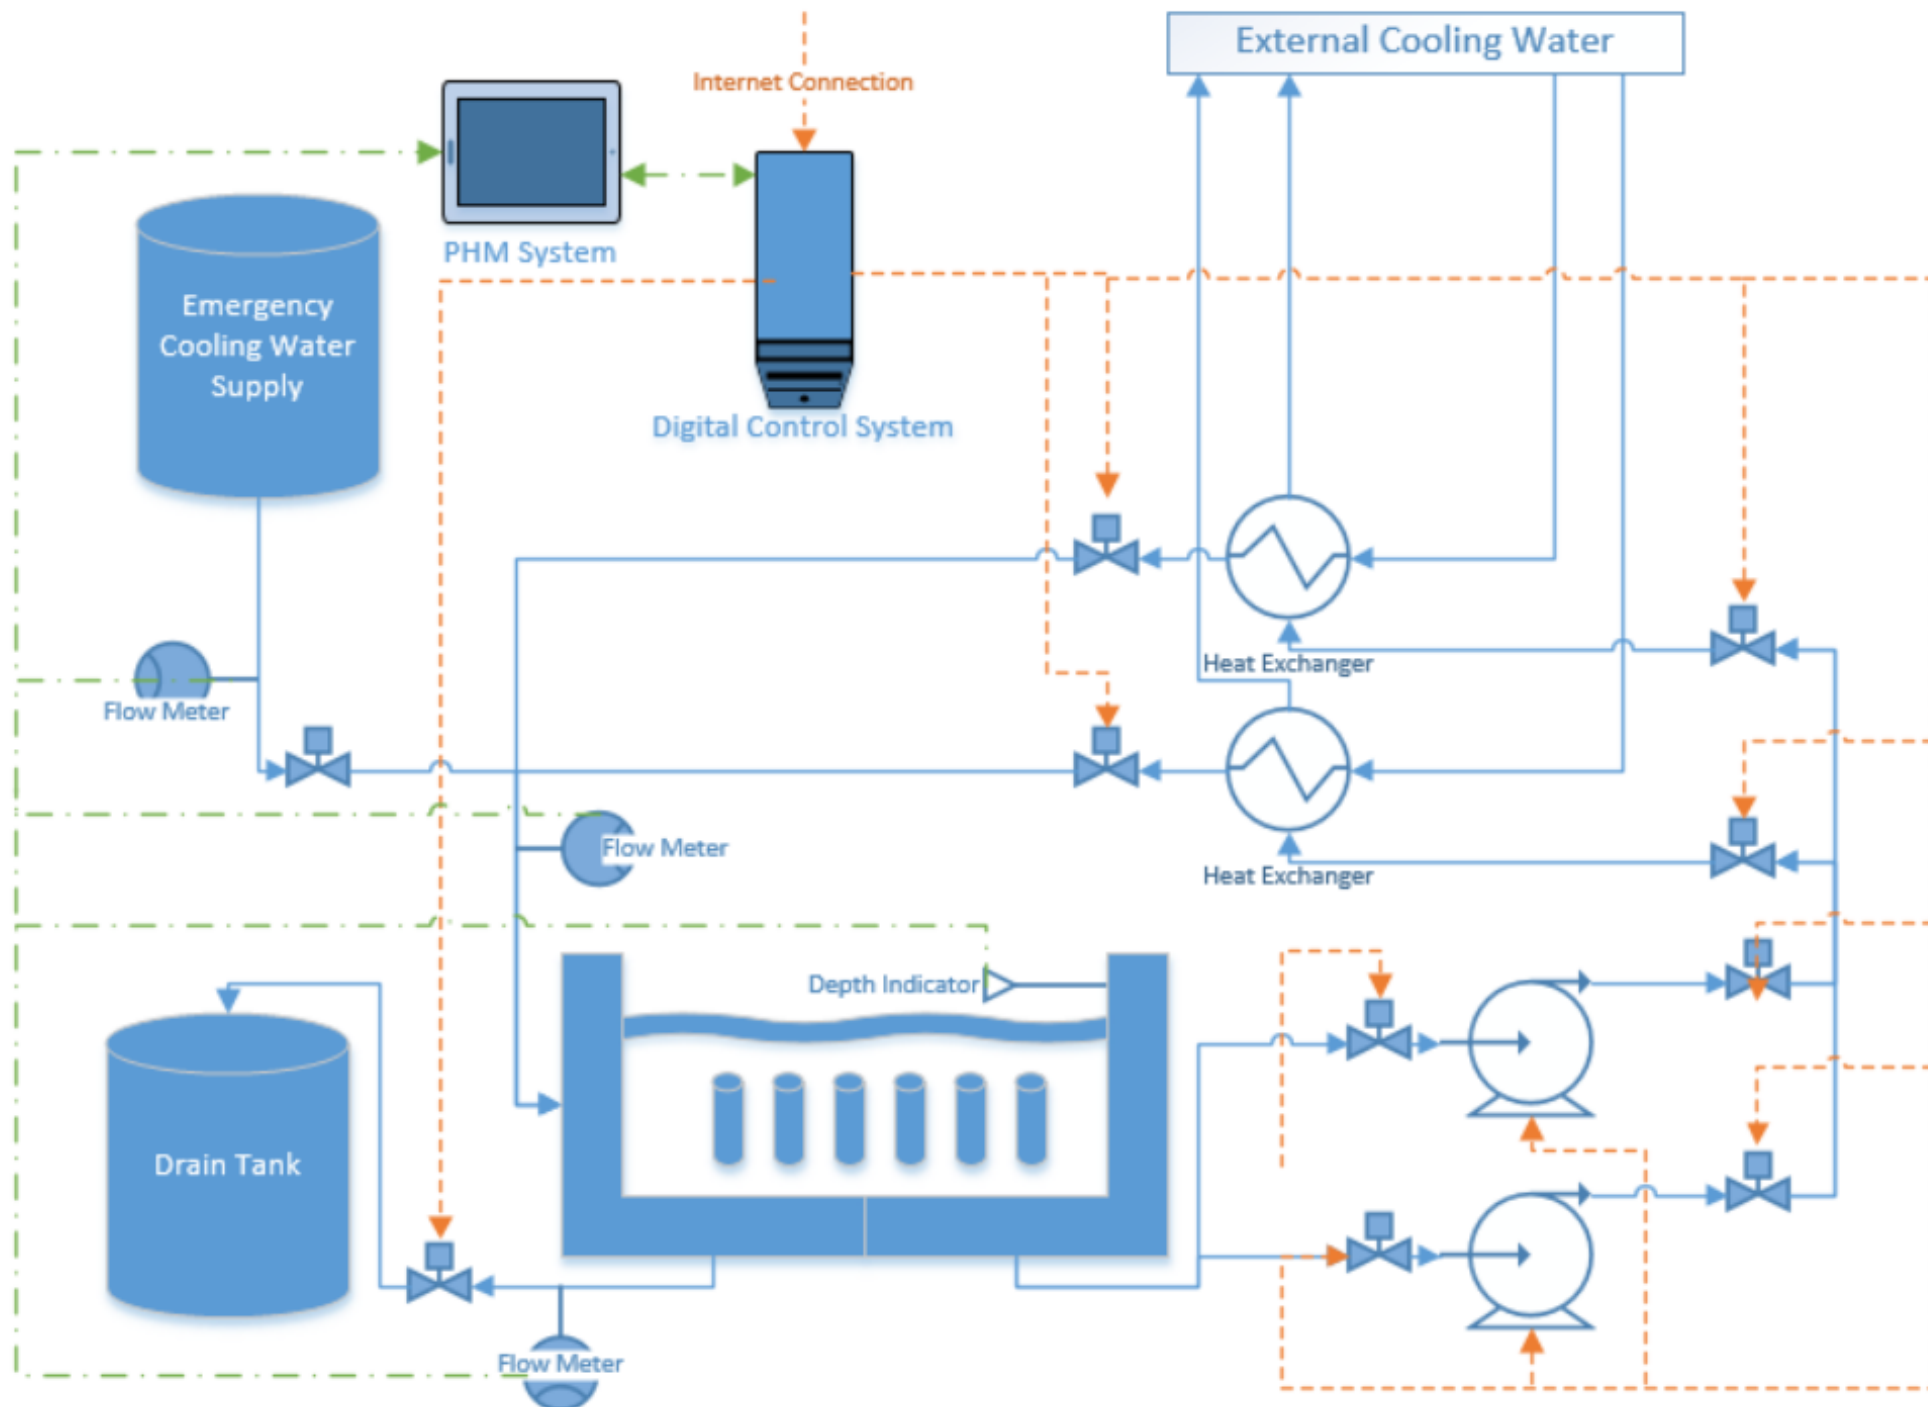 External Cooling Water
Internet Connection
PHM System
Emergency
Cooling Water
Supply
Digital Control System
Heat Exchanger
Flow Meter
Flow Meter
Heat Exchanger
Depth Indicator
Drain Tank
Flow Meter